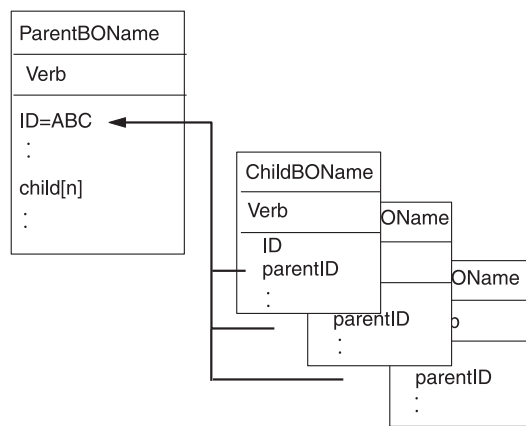 ParentBOName
Verb
ID=ABC
:
:
child[n]
:
:
ChildBOName
Verb
ID
parentID
:
:
OName
parentID
:
:
OName
b
parentID
:
: